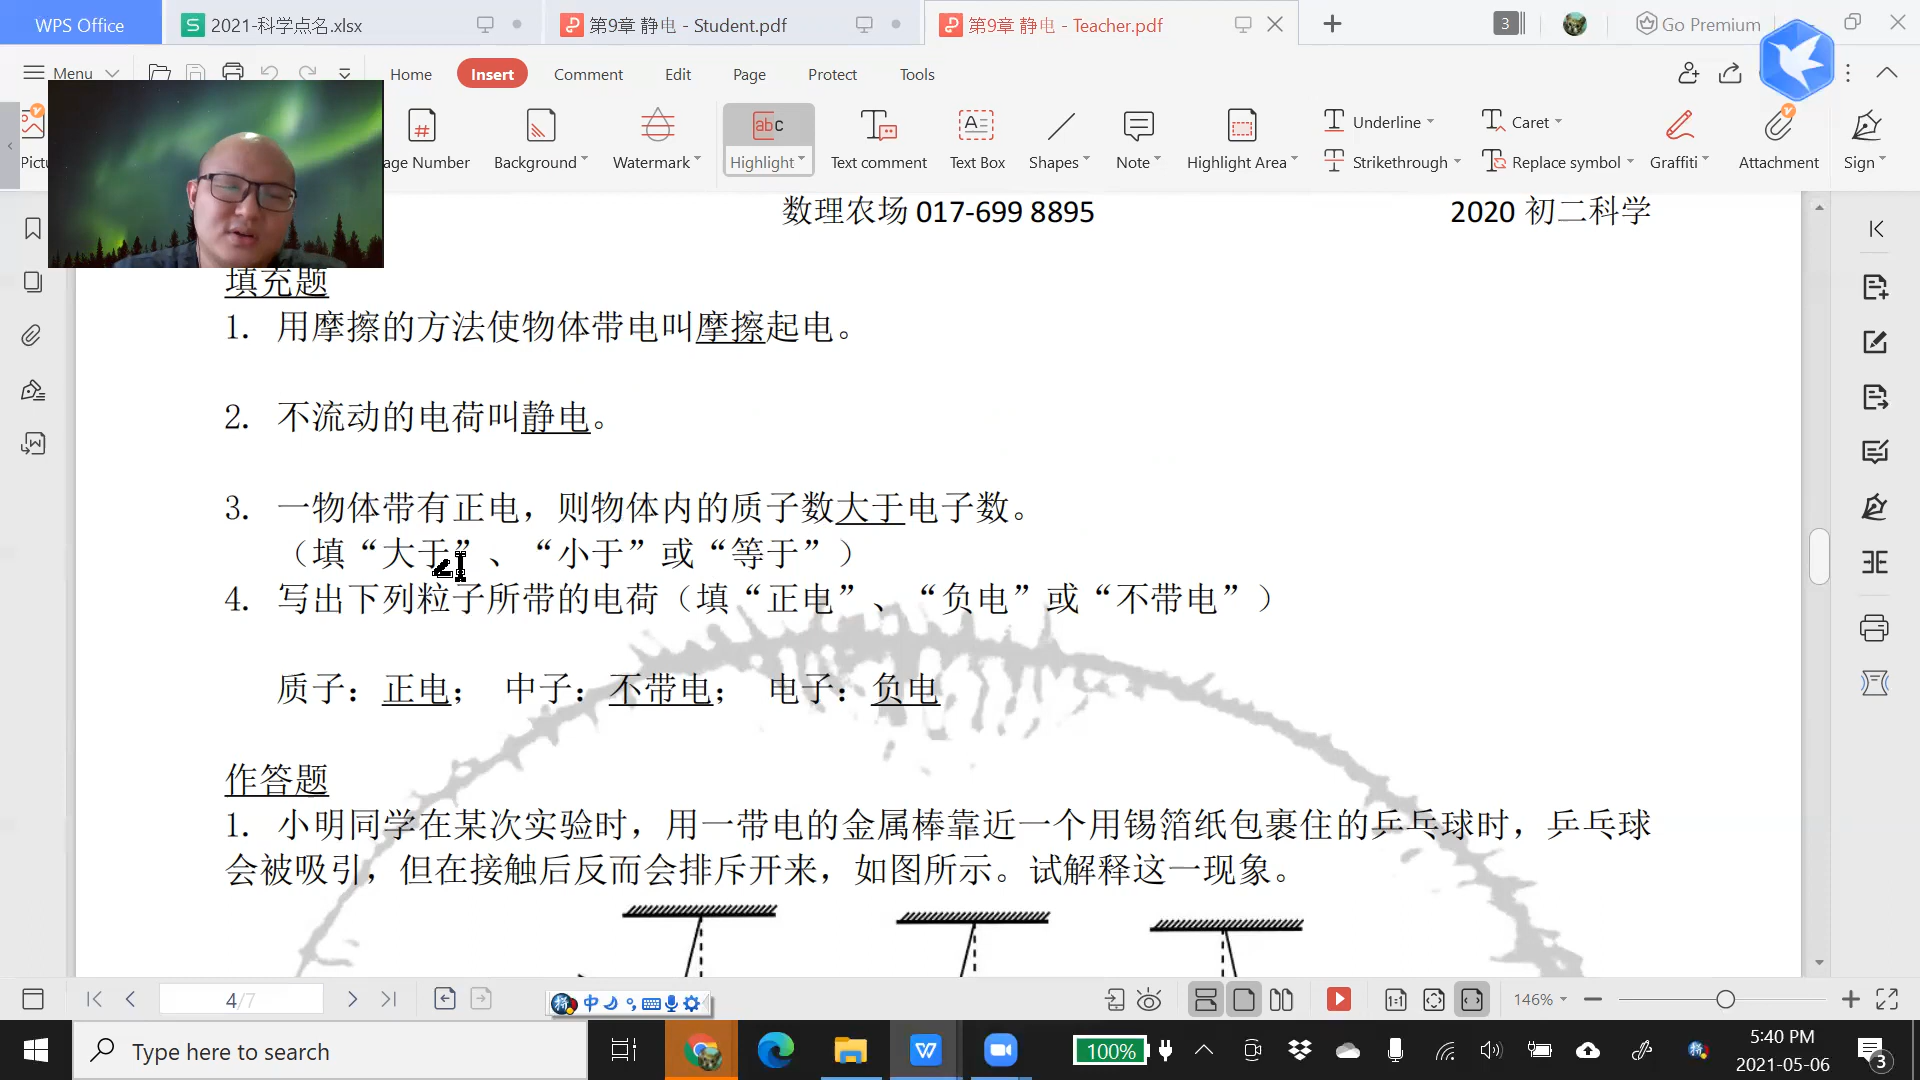 WPS Office
2021-科学点名.xlsx
第9章 静电 - Student.pdf
第9章 静电 - Teacher.pdf
3
Go Premium
Menu
Home
Insert
Comment
Edit
Page
Protect
Tools
Background
Watermark
abc
Highlight
Text comment
Text Box
Shapes
Note
Highlight Area
Underline
Strikethrough
Caret
Replace symbol
Graffiti
Attachment
Sign
数理农场 017-699 8895
2020 初二科学
填充题
1. 用摩擦的方法使物体带电叫摩擦起电。
2. 不流动的电荷叫静电。
3. 一物体带有正电，则物体内的质子数大于电子数。
（填“大于”、“小于”或“等于”）
4. 写出下列粒子所带的电荷（填“正电”、“负电”或“不带电”）
质子：正电； 中子：不带电； 电子：负电
作答题
1. 小明同学在某次实验时，用一带电的金属棒靠近一个用锡箔纸包裹住的乒乓球时，乒乓球
会被吸引，但在接触后反而会排斥开来，如图所示。试解释这一现象。
4/7
中
146%
Type here to search
100%
5:40 PM
2021-05-06
3